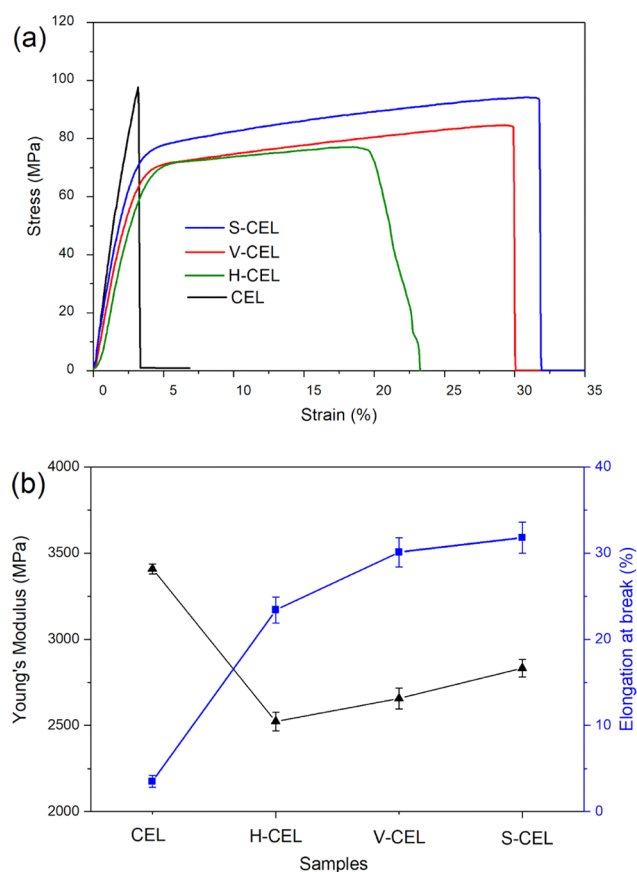 (a)
120
100
80
60
40
20
0
Stress (MPa)
S-CEL
V-CEL
H-CEL
CEL
0 5 10 15 20 25 30 35
Strain (%)
(b)
4000
3500
3000
2500
2000
Young's Modulus (MPa)
40
30
20
10
0
Elongation at break (%)
CEL H-CEL V-CEL S-CEL
Samples